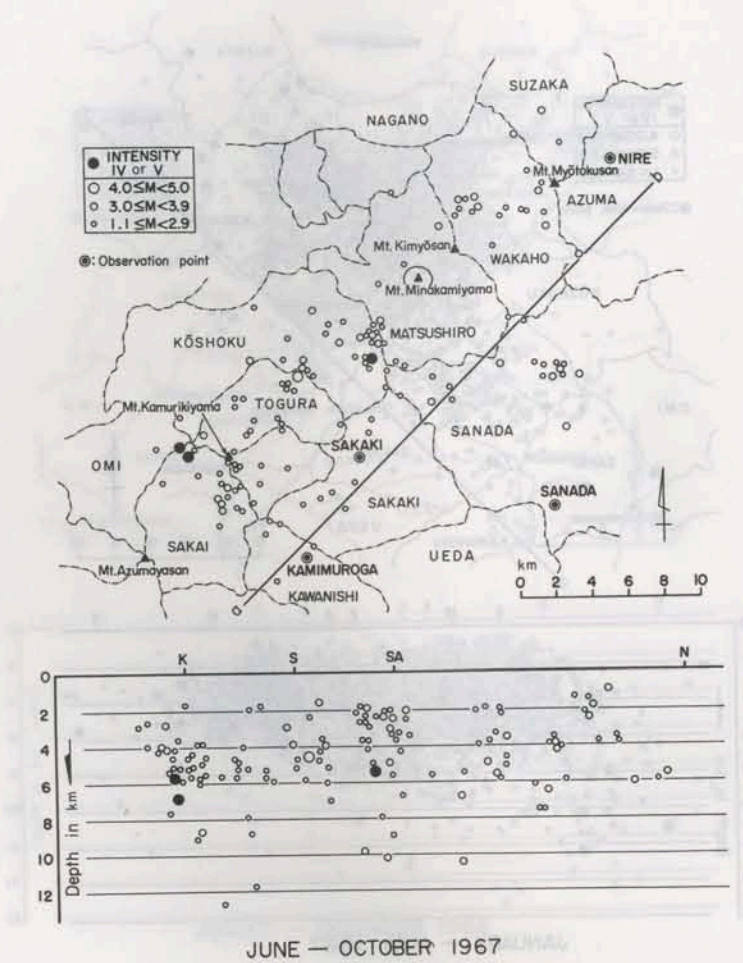 SUZAKA
NAGANO
INTENSITY
IV or V
4.0≤M<5.0
3.0≤M<3.9
1.1≤M<2.9
◉: Observation point
NIRE
Mt.Myōtokusan
AZUMA
Mt.Kimyōsan
WAKAHO
Mt.Minakamiyama
KŌSHOKU
MATSUSHIRO
Mt.Kamurikiyama
TOGURA
SANADA
OMI
SAKAKI
SANADA
SAKAKI
SAKAI
UEDA
Mt.Azumayasan
KAMIMUROGA
KAWANISHI
km
0 2 4 6 8 10
K S SA N
0
2
4
6
8
10
12
Depth in km
JUNE — OCTOBER 1967